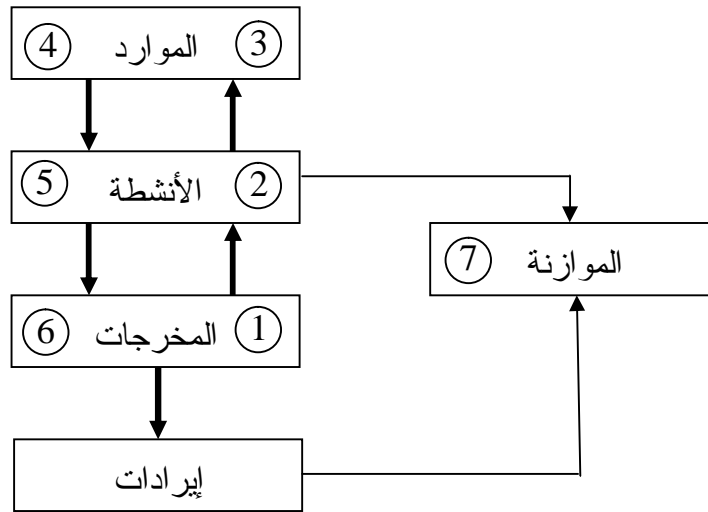 ③ الموارد ④
② الأنشطة ⑤
الموازنة ⑦
① المخرجات ⑥
إيرادات